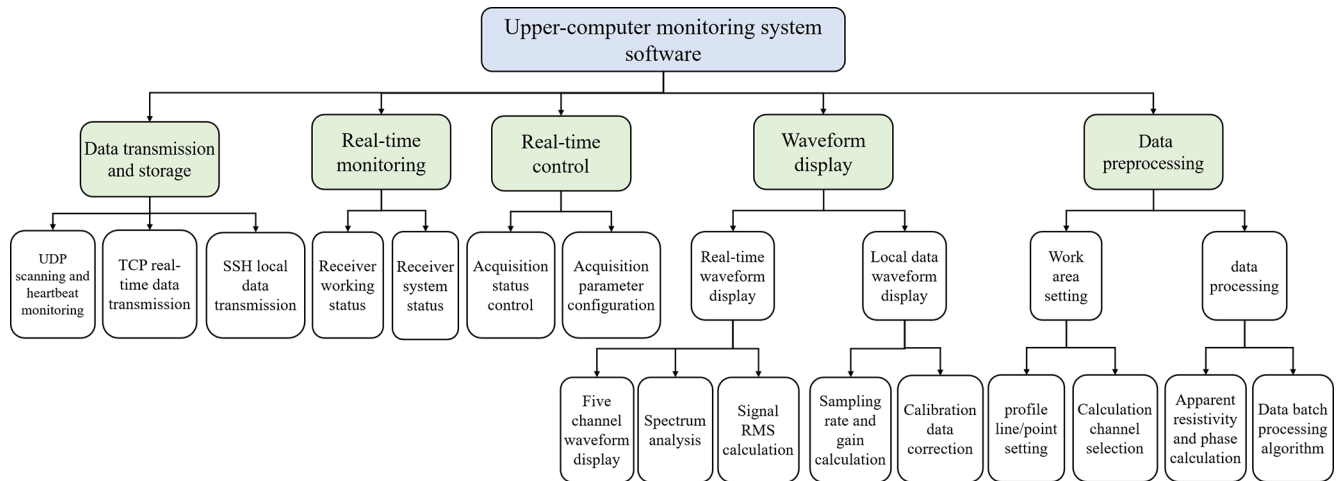 Upper-computer monitoring system
software
Data transmission
and storage
Real-time
monitoring
Real-time
control
Waveform
display
Data
preprocessing
UDP
scanning and
heartbeat
monitoring
TCP real-
time data
transmission
SSH local
data
transmission
Receiver
working
status
Receiver
system
status
Acquisition
status
control
Acquisition
parameter
configuration
Real-time
waveform
display
Local data
waveform
display
Work
area
setting
data
processing
Five
channel
waveform
display
Spectrum
analysis
Signal
RMS
calculation
Sampling
rate and
gain
calculation
Calibration
data
correction
profile
line/point
setting
Calculation
channel
selection
Apparent
resistivity
and phase
calculation
Data batch
processing
algorithm